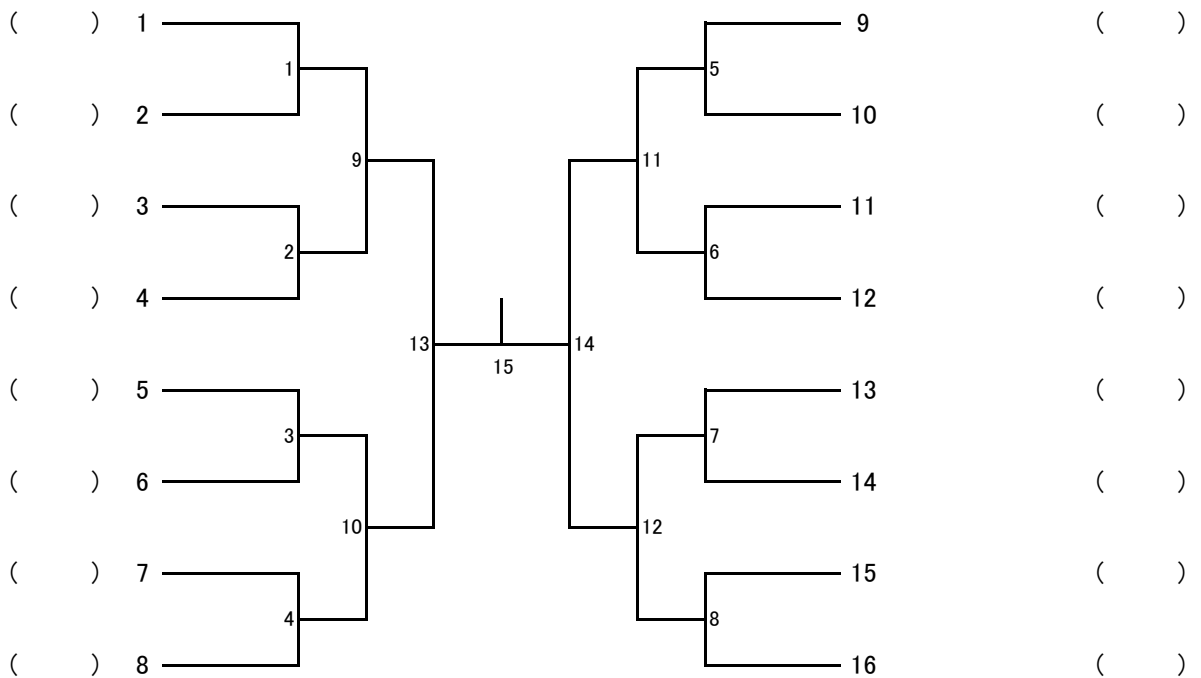 (　　) 1 9 (　　)
1 5
(　　) 2 10 (　　)
9 11
(　　) 3 11 (　　)
2 6
(　　) 4 12 (　　)
13 14
15
(　　) 5 13 (　　)
3 7
(　　) 6 14 (　　)
10 12
(　　) 7 15 (　　)
4 8
(　　) 8 16 (　　)